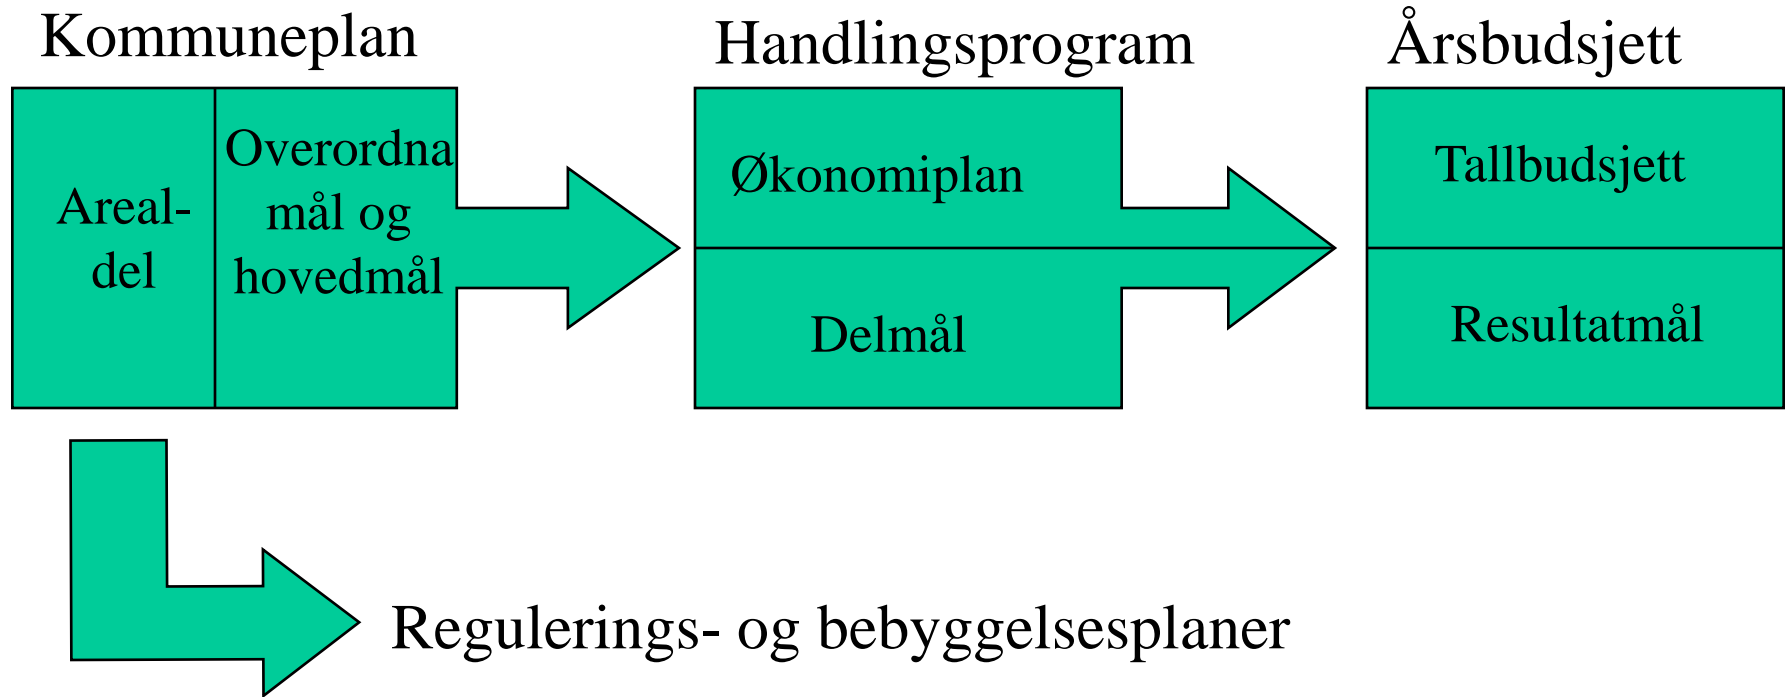 Kommuneplan
Handlingsprogram
Årsbudsjett
Areal-
del
Overordna
mål og
hovedmål
Økonomiplan
Delmål
Tallbudsjett
Resultatmål
Regulerings- og bebyggelsesplaner